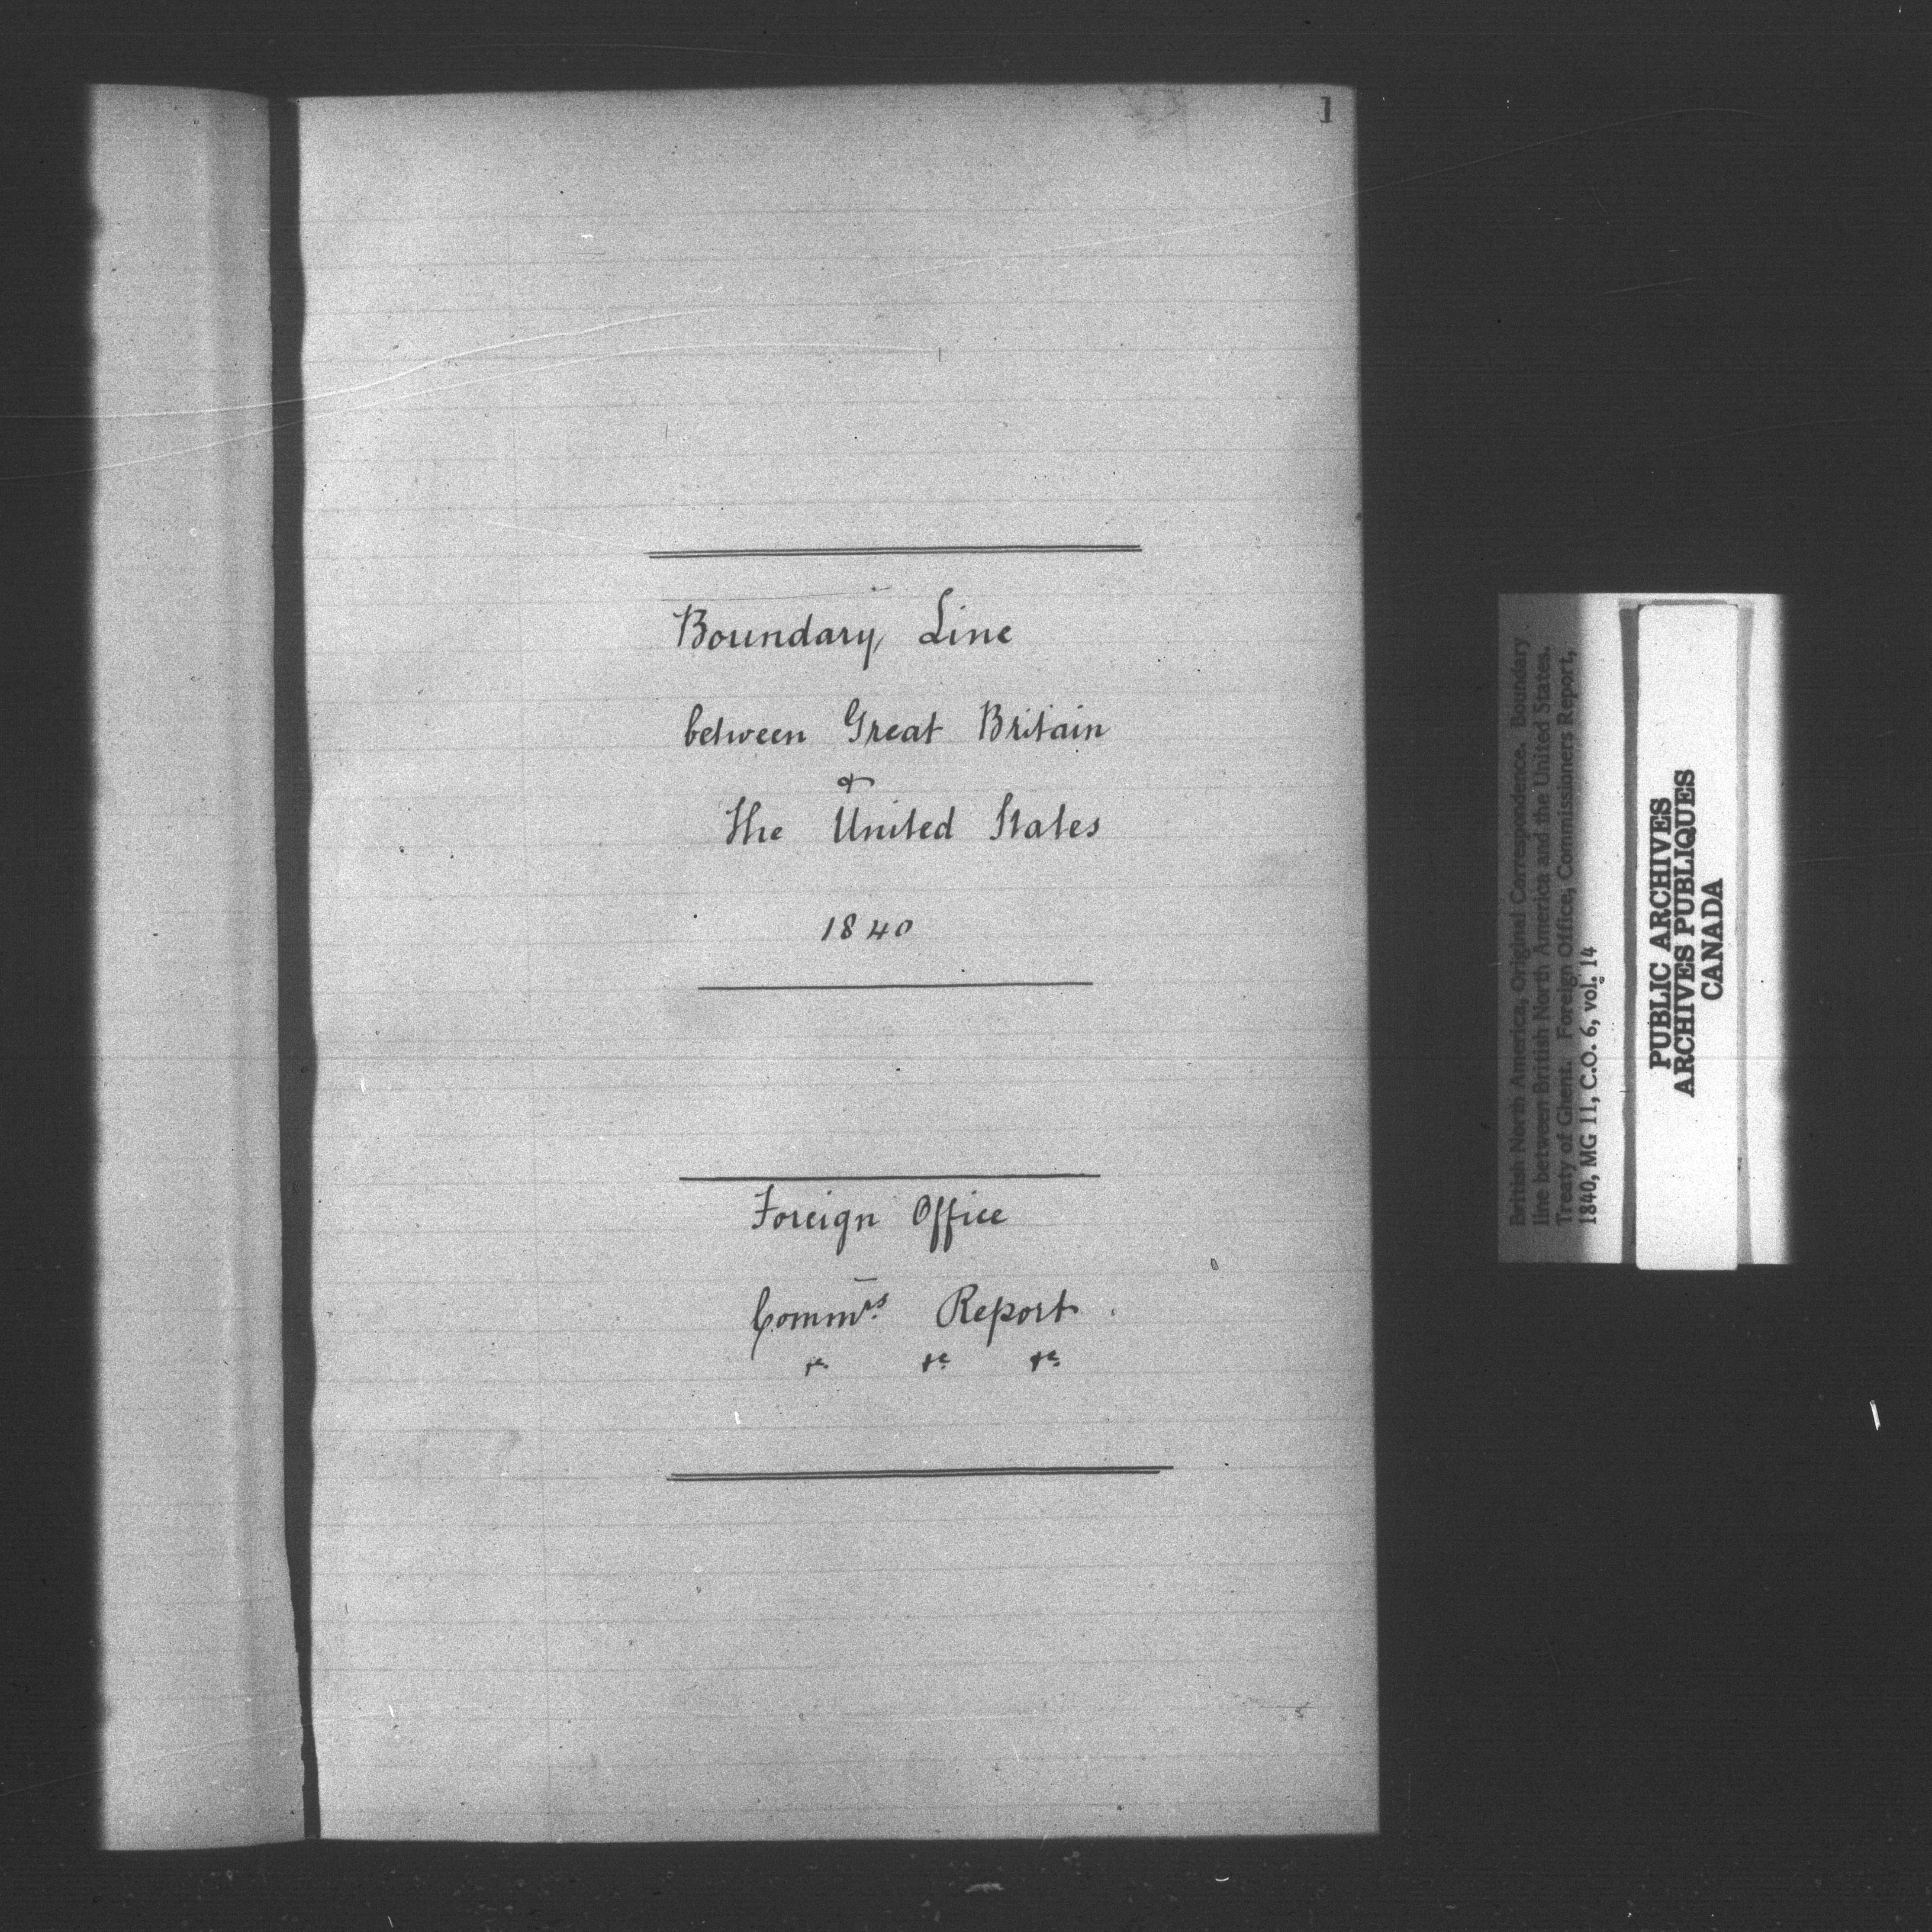 1
Boundary Line
between Great Britain
&
The United States
1840
Foreign Office
Comm.rs Report.
&c. &c. &c.
British North America, Original Correspondence. Boundary
line between British North America and the United States.
Treaty of Ghent. Foreign Office, Commissioners Report,
1840, MG 11, C.O. 6, vol. 14
PUBLIC ARCHIVES
ARCHIVES PUBLIQUES
CANADA